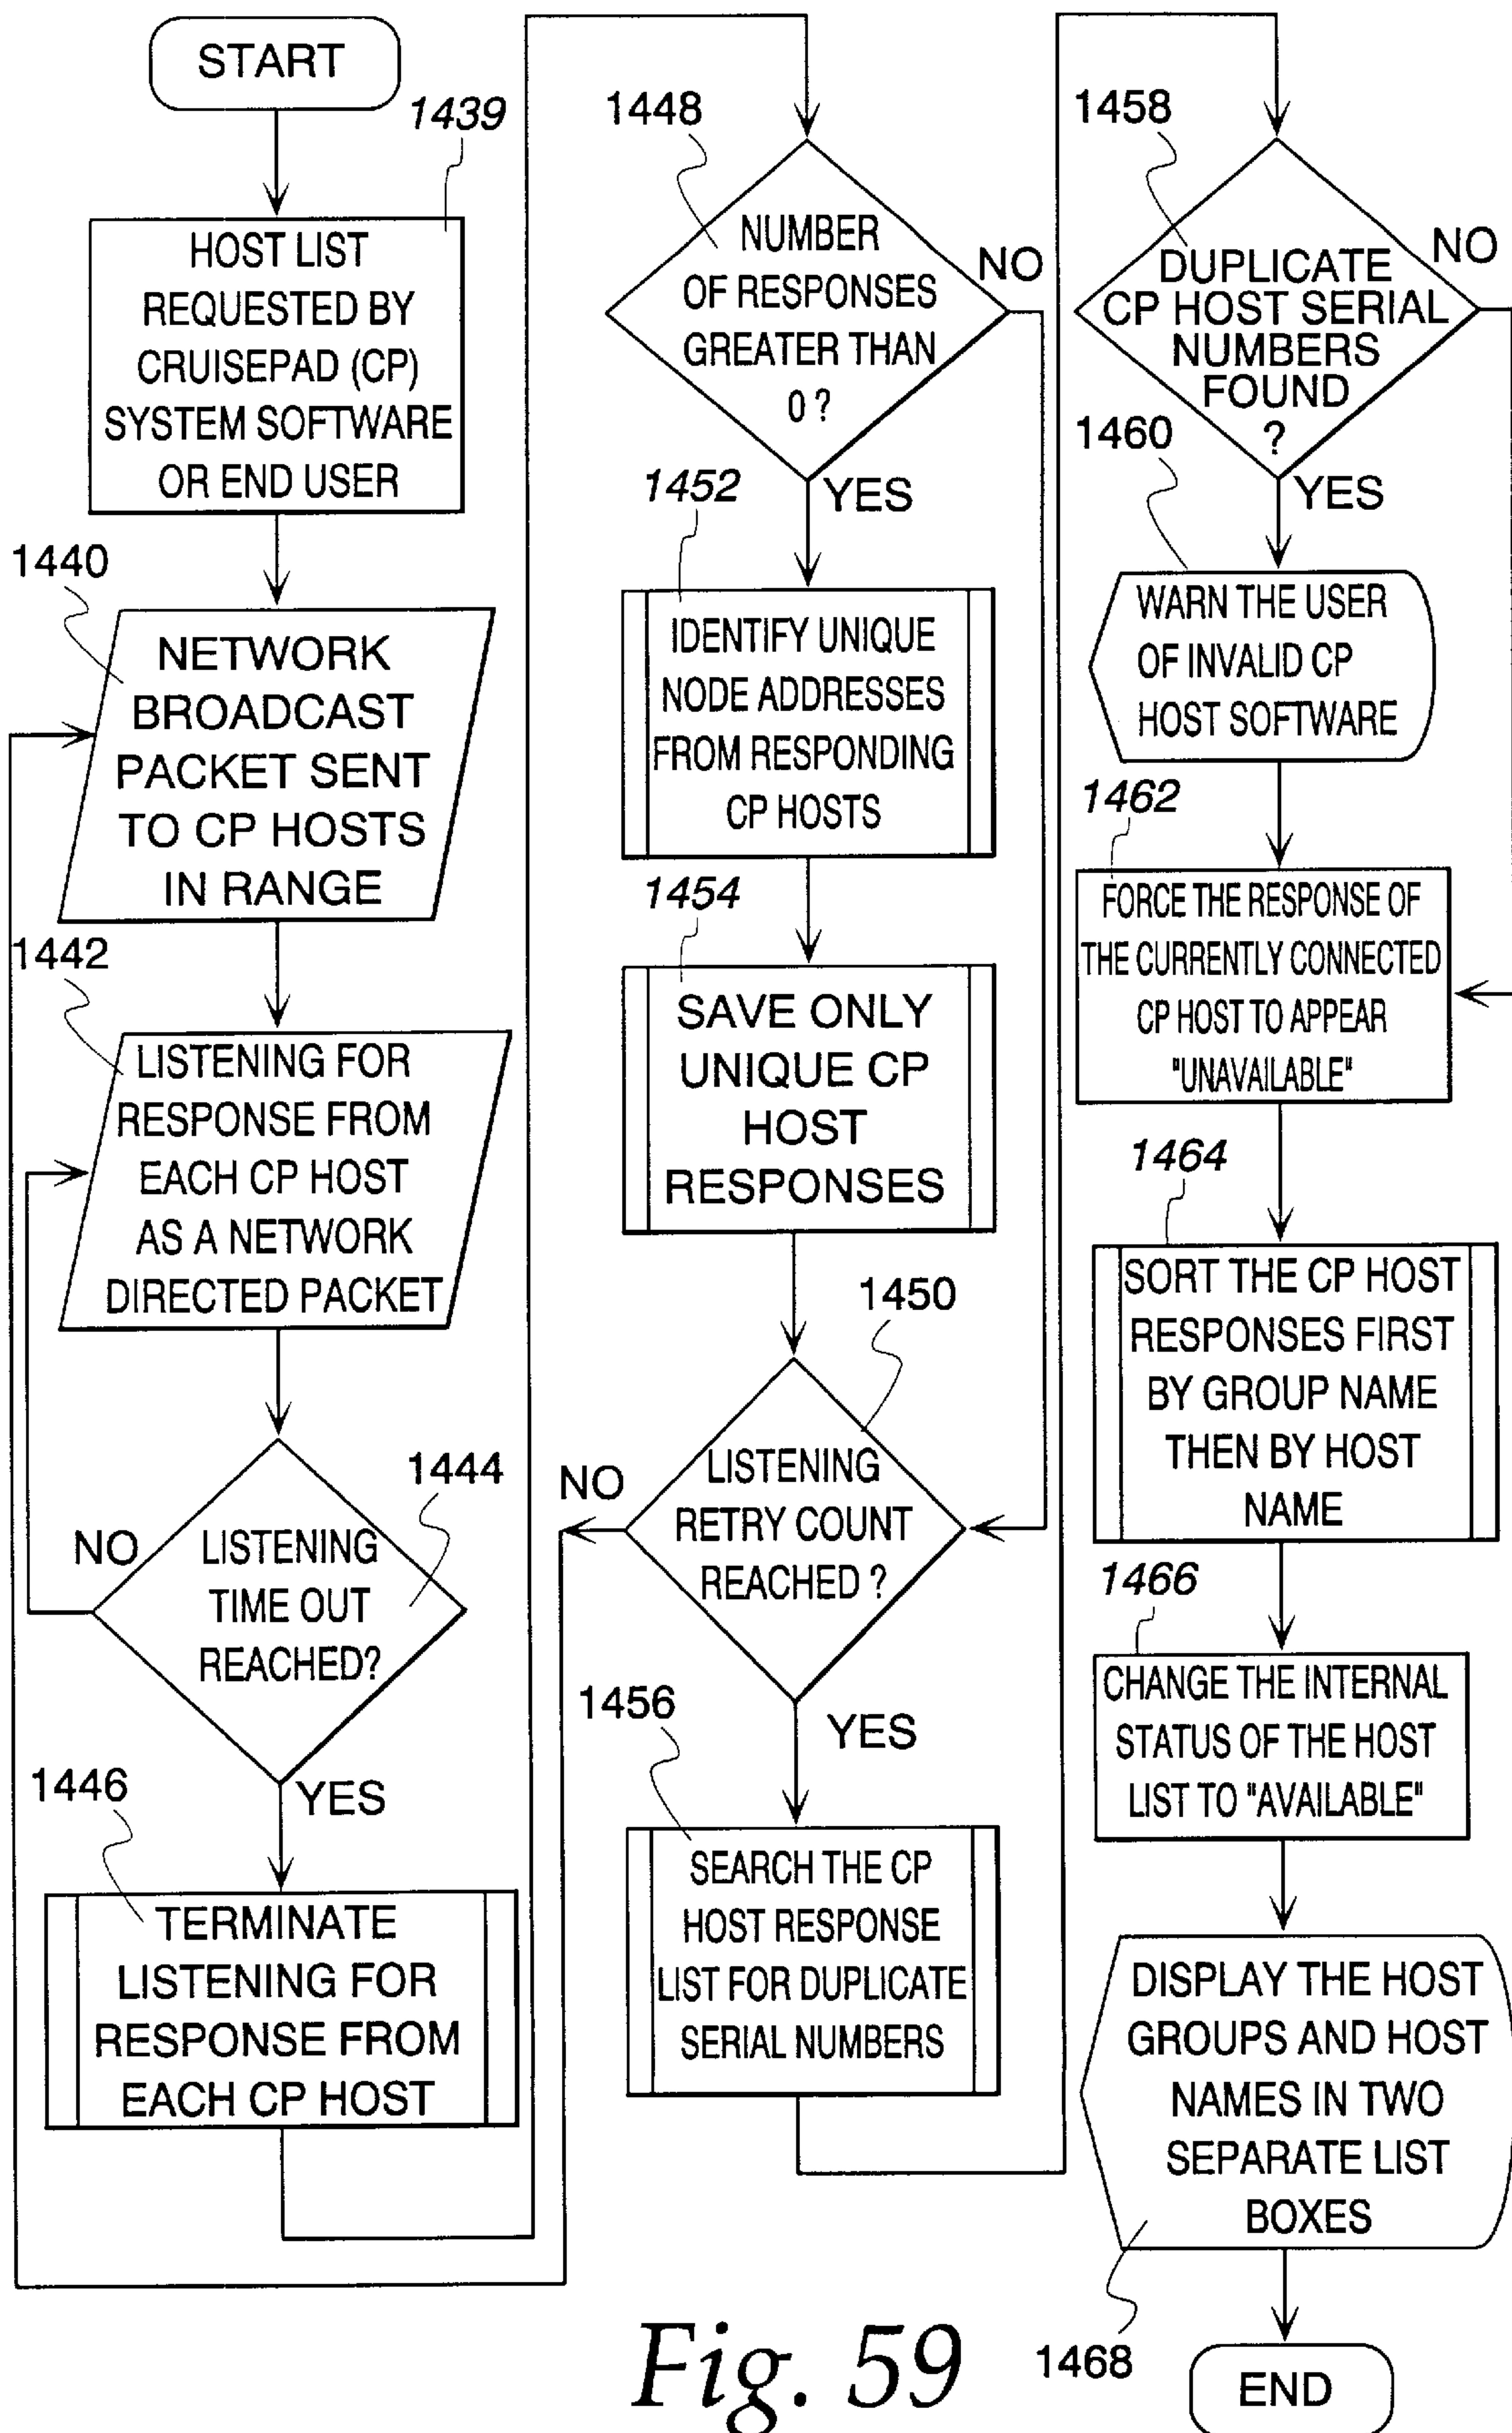 START
1439
HOST LIST
REQUESTED BY
CRUISEPAD (CP)
SYSTEM SOFTWARE
OR END USER
1440
NETWORK
BROADCAST
PACKET SENT
TO CP HOSTS
IN RANGE
1442
LISTENING FOR
RESPONSE FROM
EACH CP HOST
AS A NETWORK
DIRECTED PACKET
1444
NO
LISTENING
TIME OUT
REACHED?
YES
1446
TERMINATE
LISTENING FOR
RESPONSE FROM
EACH CP HOST
1448
NUMBER
OF RESPONSES
GREATER THAN
0 ?
NO
YES
1452
IDENTIFY UNIQUE
NODE ADDRESSES
FROM RESPONDING
CP HOSTS
1454
SAVE ONLY
UNIQUE CP
HOST
RESPONSES
1450
NO
LISTENING
RETRY COUNT
REACHED ?
YES
1456
SEARCH THE CP
HOST RESPONSE
LIST FOR DUPLICATE
SERIAL NUMBERS
1458
DUPLICATE
CP HOST SERIAL
NUMBERS
FOUND
?
NO
YES
1460
WARN THE USER
OF INVALID CP
HOST SOFTWARE
1462
FORCE THE RESPONSE OF
THE CURRENTLY CONNECTED
CP HOST TO APPEAR
"UNAVAILABLE"
1464
SORT THE CP HOST
RESPONSES FIRST
BY GROUP NAME
THEN BY HOST
NAME
1466
CHANGE THE INTERNAL
STATUS OF THE HOST
LIST TO "AVAILABLE"
DISPLAY THE HOST
GROUPS AND HOST
NAMES IN TWO
SEPARATE LIST
BOXES
1468
END
Fig. 59